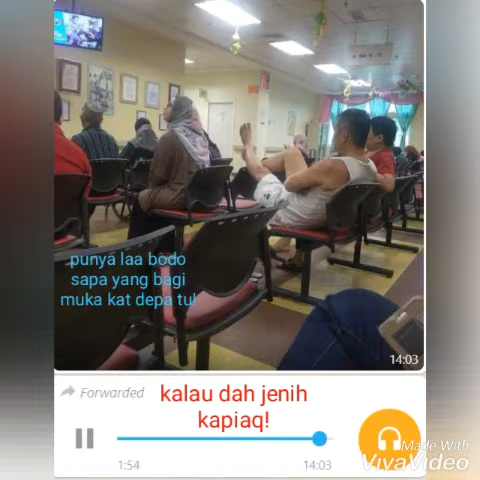 punya laa bodo
sapa yang bagi
muka kat depa tu!
14:03
Forwarded
kalau dah jenih
kapiaq!
1:54
14:03
Made With
VivaVideo